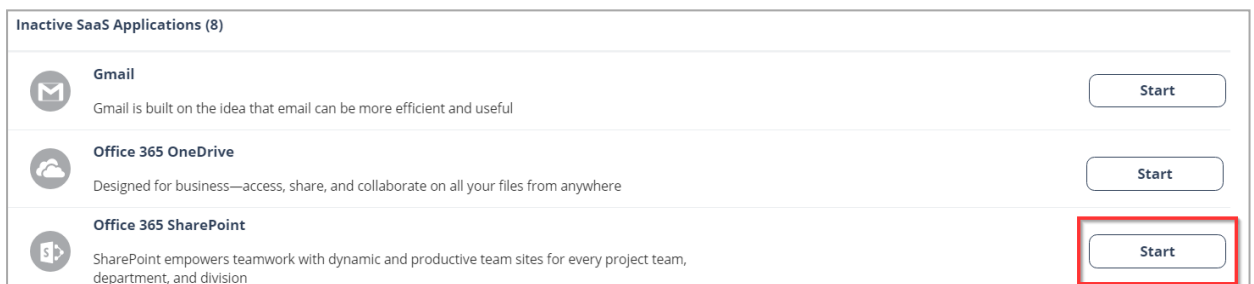 Inactive SaaS Applications (8)
Gmail
Gmail is built on the idea that email can be more efficient and useful
Start
Office 365 OneDrive
Designed for business—access, share, and collaborate on all your files from anywhere
Start
Office 365 SharePoint
SharePoint empowers teamwork with dynamic and productive team sites for every project team,
department, and division
Start